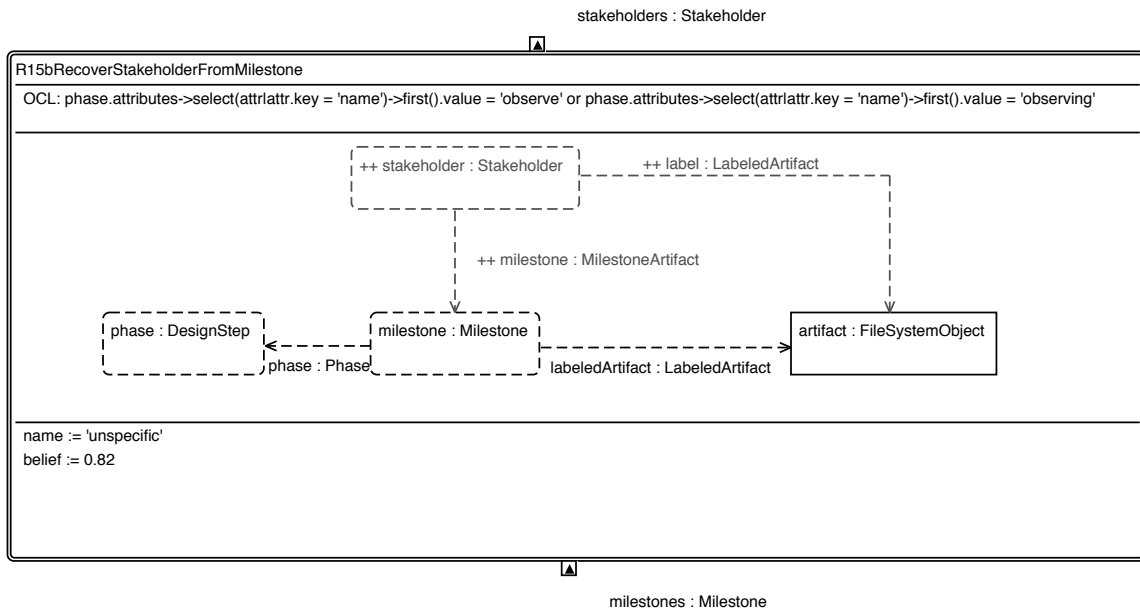 stakeholders : Stakeholder
R15bRecoverStakeholderFromMilestone
OCL: phase.attributes->select(attr|attr.key = 'name')->first().value = 'observe' or phase.attributes->select(attr|attr.key = 'name')->first().value = 'observing'
++ stakeholder : Stakeholder
++ label : LabeledArtifact
++ milestone : MilestoneArtifact
phase : DesignStep
milestone : Milestone
artifact : FileSystemObject
phase : Phase
labeledArtifact : LabeledArtifact
name := 'unspecific'
belief := 0.82
milestones : Milestone